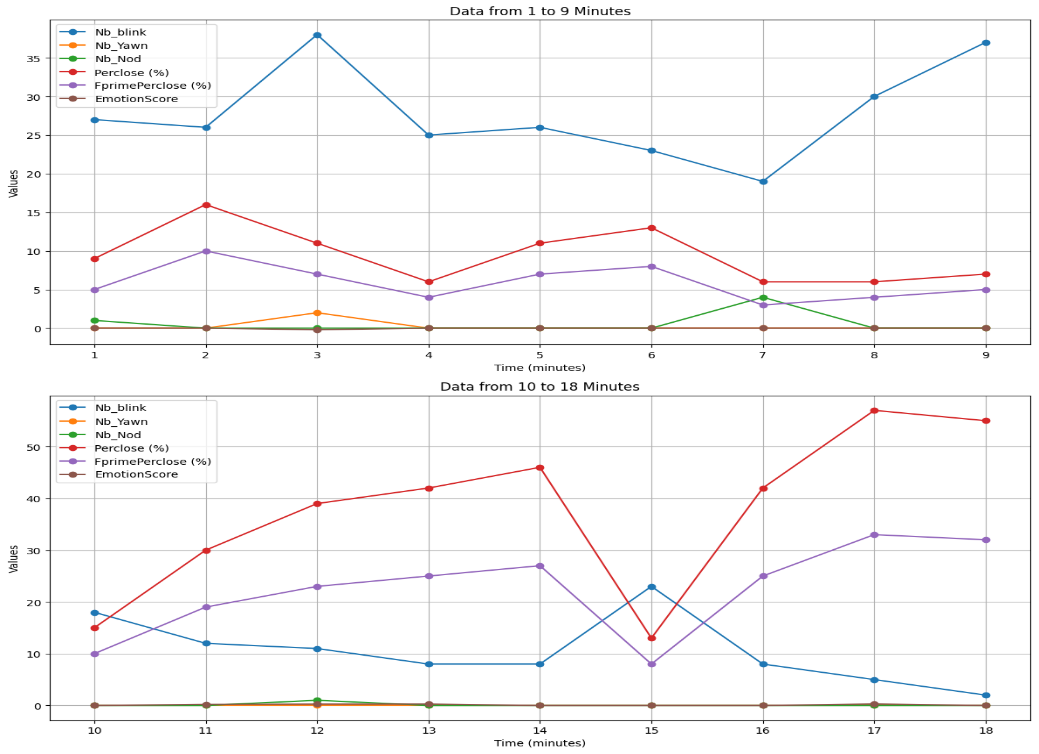 Data from 1 to 9 Minutes
Nb_blink
Nb_Yawn
Nb_Nod
Perclose (%)
FprimePerclose (%)
EmotionScore
Values
35
30
25
20
15
10
5
0
1 2 3 4 5 6 7 8 9
Time (minutes)
Data from 10 to 18 Minutes
Nb_blink
Nb_Yawn
Nb_Nod
Perclose (%)
FprimePerclose (%)
EmotionScore
Values
50
40
30
20
10
0
10 11 12 13 14 15 16 17 18
Time (minutes)